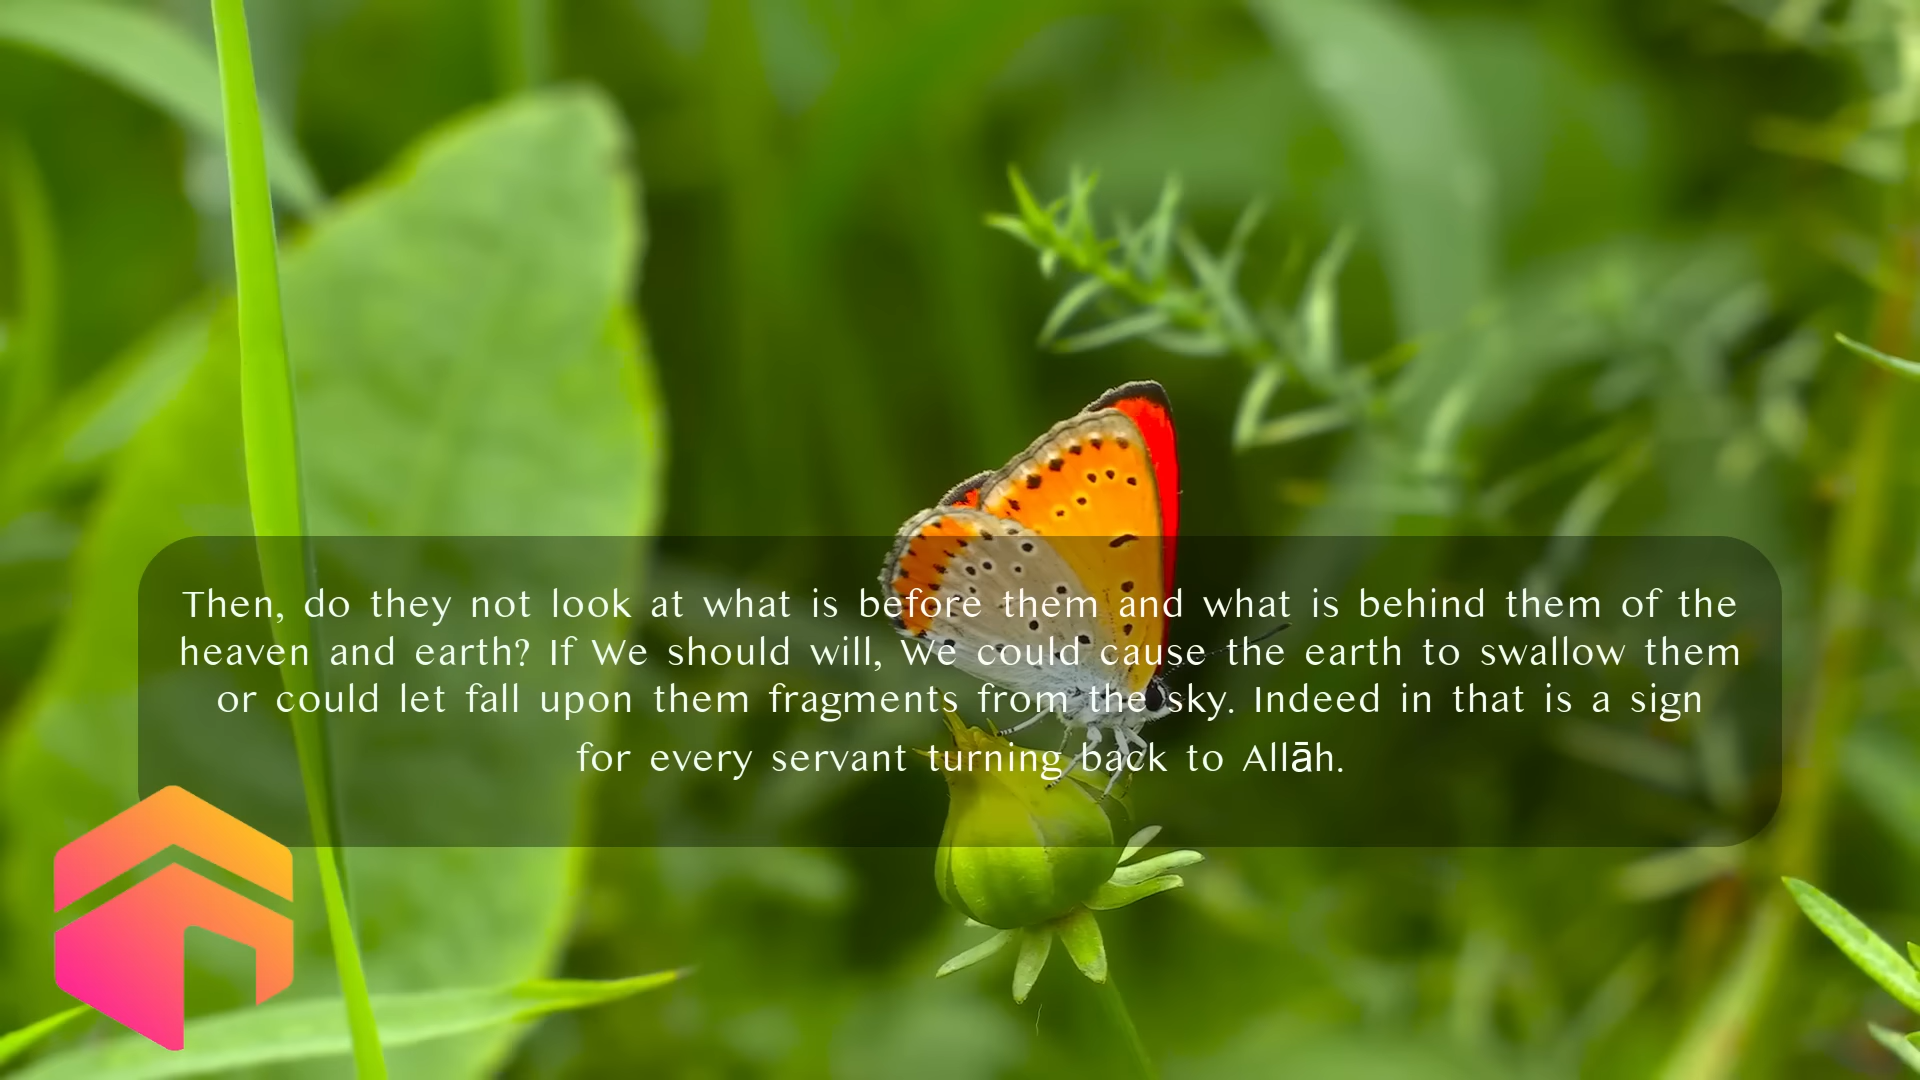 Then, do they not look at what is before them and what is behind them of the
heaven and earth? If We should will, We could cause the earth to swallow them
or could let fall upon them fragments from the sky. Indeed in that is a sign
for every servant turning back to Allāh.